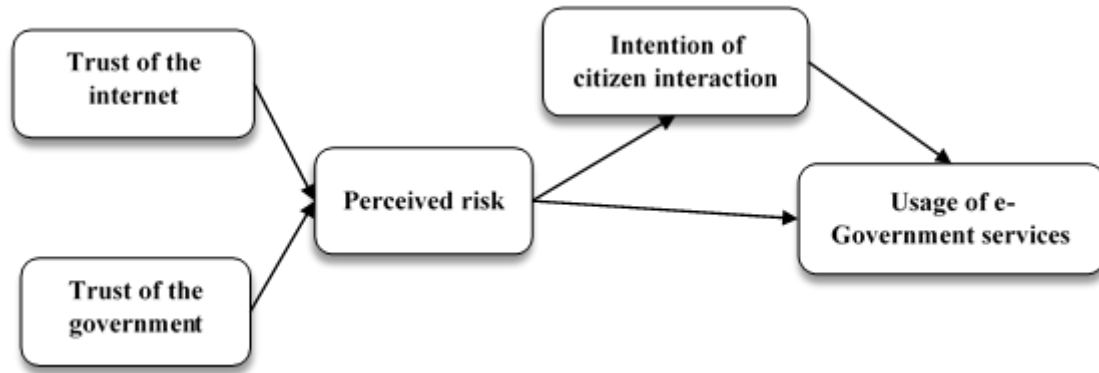 Trust of the
internet
Intention of
citizen interaction
Perceived risk
Usage of e-
Government services
Trust of the
government